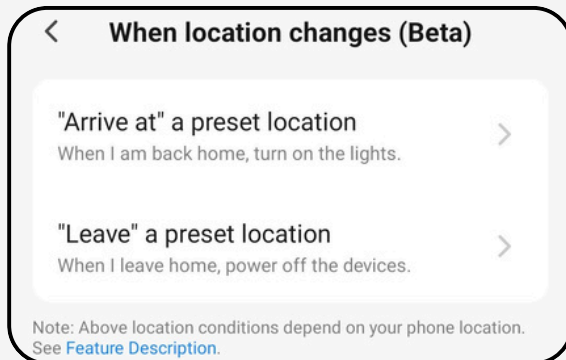 When location changes (Beta)
"Arrive at" a preset location
When I am back home, turn on the lights.
"Leave" a preset location
When I leave home, power off the devices.
Note: Above location conditions depend on your phone location.
See Feature Description.